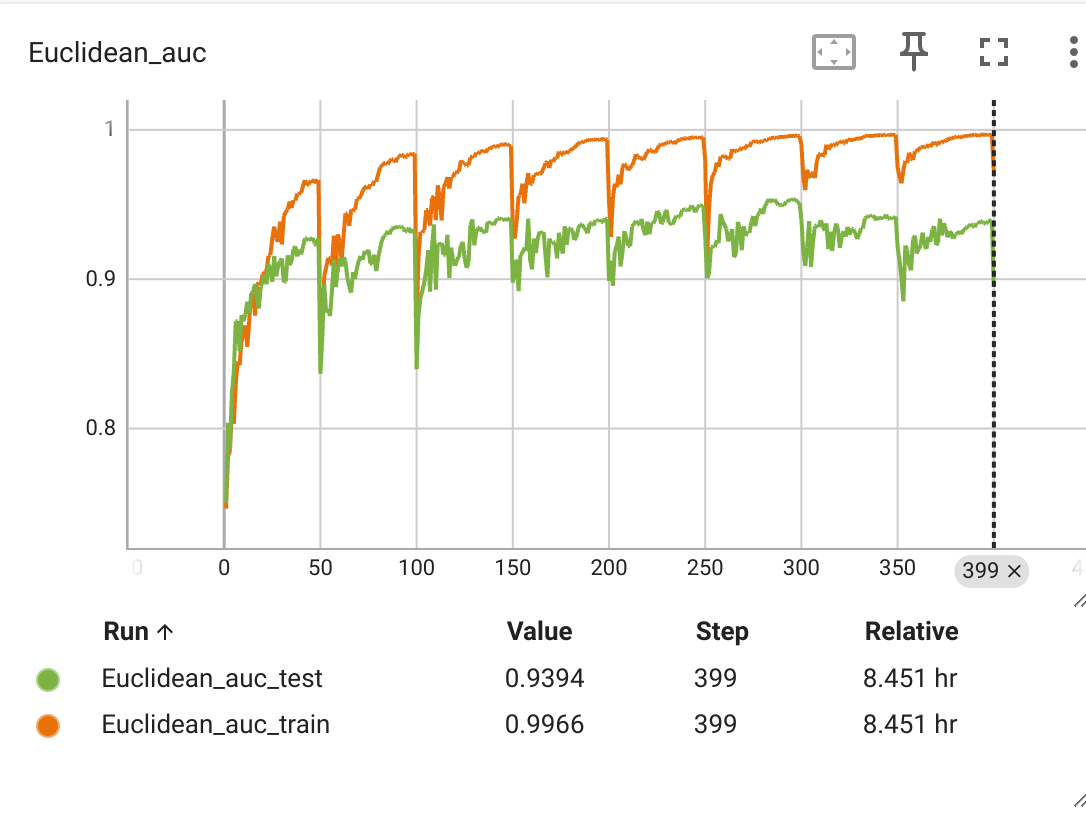 Euclidean_auc
1
0.9
0.8
0 0 50 100 150 200 250 300 350 399 × 4
Run ↑ Value Step Relative
Euclidean_auc_test 0.9394 399 8.451 hr
Euclidean_auc_train 0.9966 399 8.451 hr